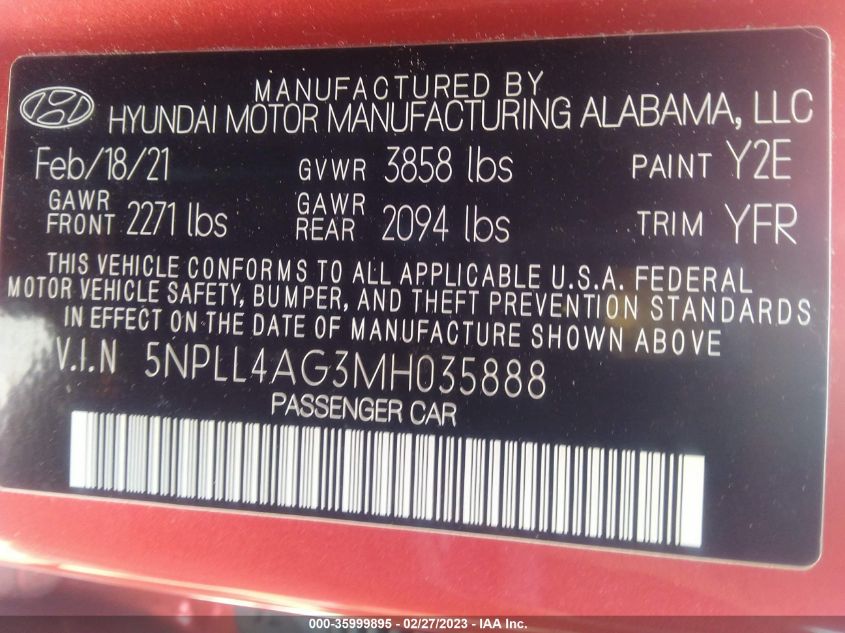 MANUFACTURED BY
HYUNDAI MOTOR MANUFACTURING ALABAMA, LLC
Feb/18/21 GVWR 3858 lbs PAINT Y2E
GAWR FRONT 2271 lbs GAWR REAR 2094 lbs TRIM YFR
THIS VEHICLE CONFORMS TO ALL APPLICABLE U.S.A. FEDERAL
MOTOR VEHICLE SAFETY, BUMPER, AND THEFT PREVENTION STANDARDS
IN EFFECT ON THE DATE OF MANUFACTURE SHOWN ABOVE
V.I.N 5NPLL4AG3MH035888
PASSENGER CAR
000-35999895 - 02/27/2023 - IAA Inc.